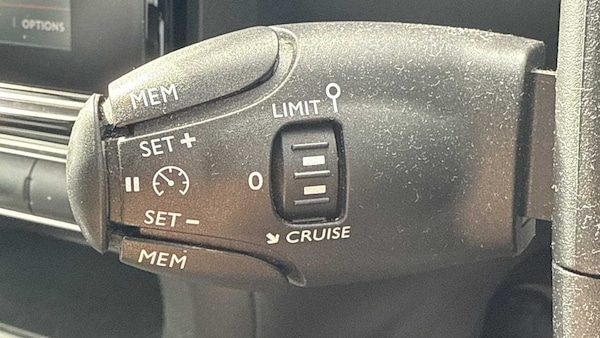 OPTIONS
MEM
LIMIT
SET +
0
SET -
CRUISE
MEM